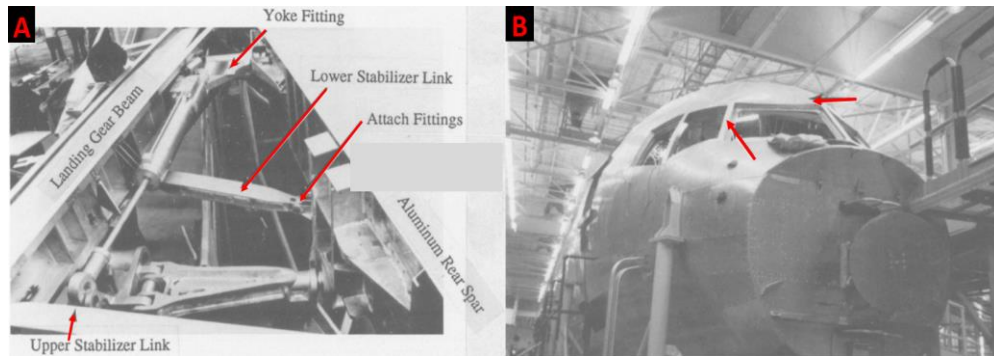 A
Yoke Fitting
Lower Stabilizer Link
Attach Fittings
Landing Gear Beam
Aluminum Rear Spar
Upper Stabilizer Link
B